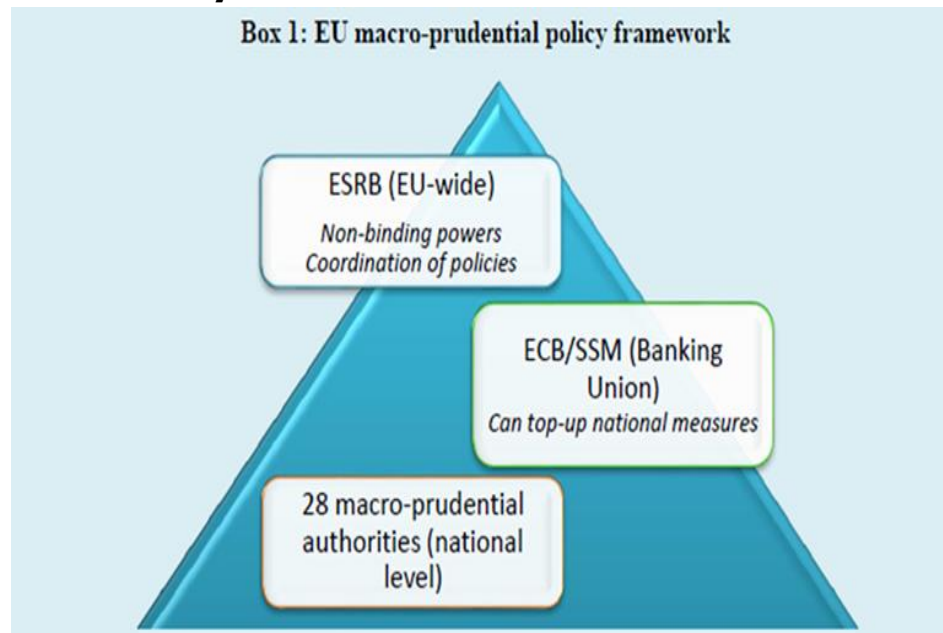 Box 1: EU macro-prudential policy framework
ESRB (EU-wide)
Non-binding powers
Coordination of policies
ECB/SSM (Banking
Union)
Can top-up national measures
28 macro-prudential
authorities (national
level)